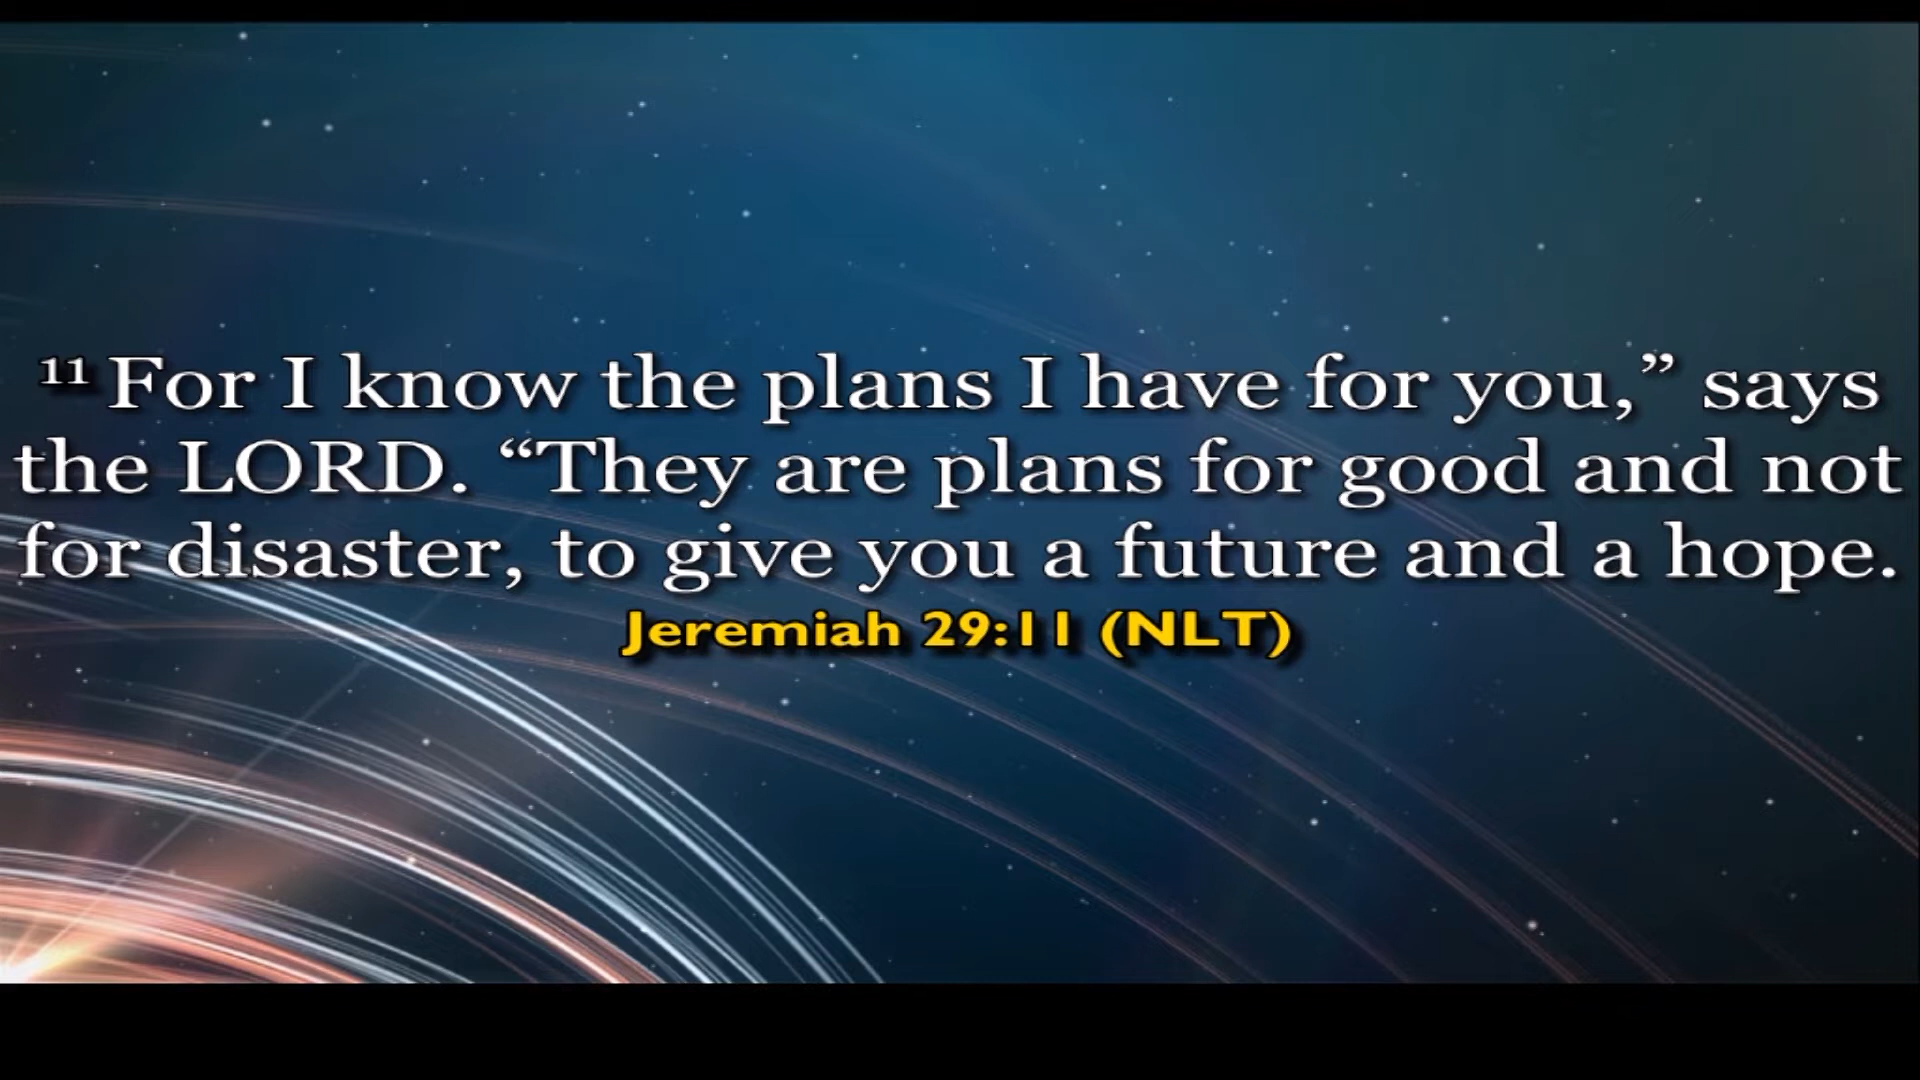 ¹¹ For I know the plans I have for you,” says
the LORD. “They are plans for good and not
for disaster, to give you a future and a hope.
Jeremiah 29:11 (NLT)